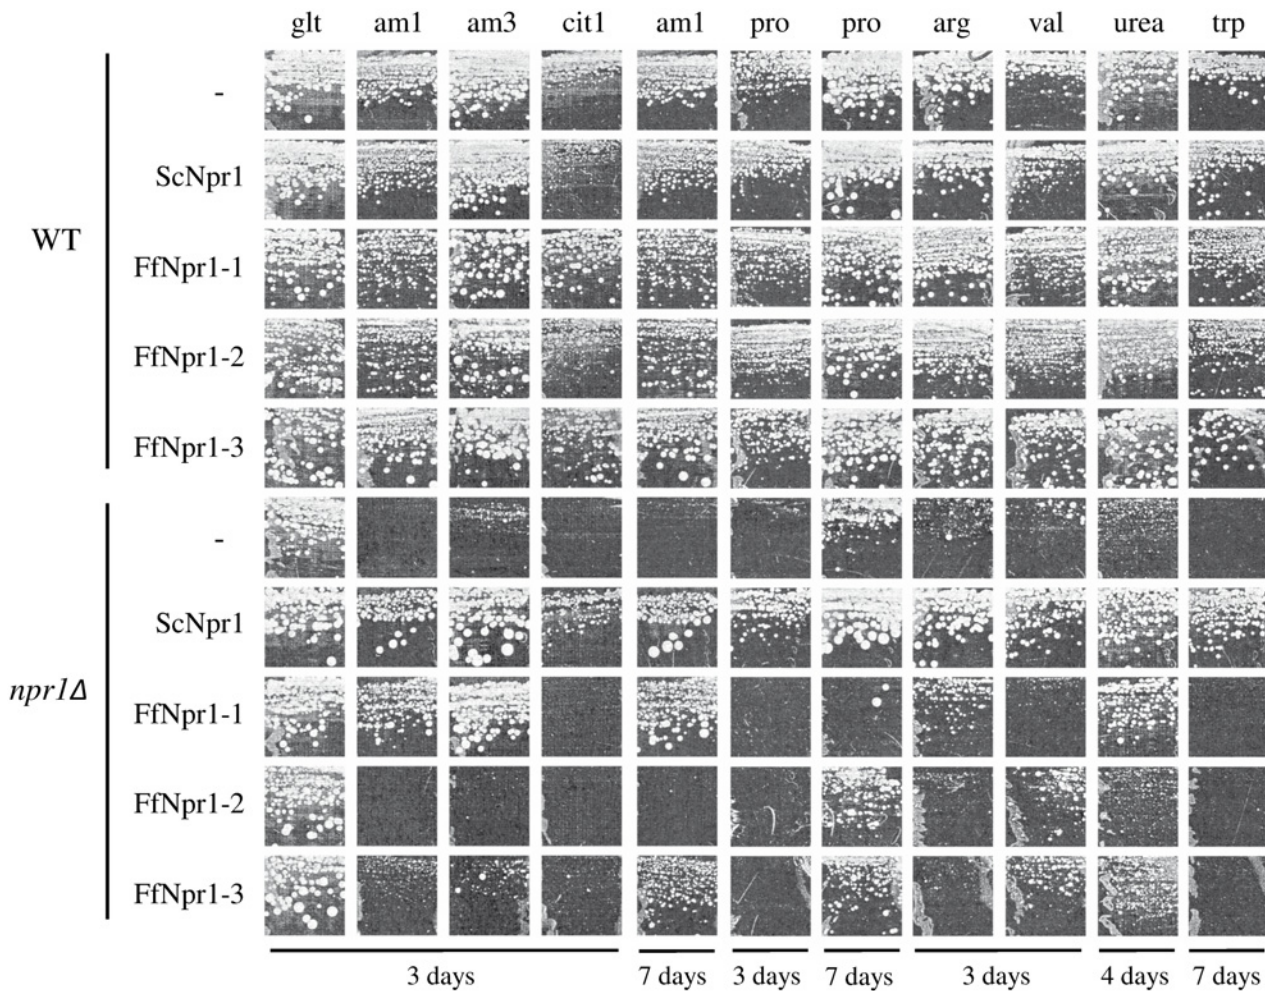 glt am1 am3 cit1 am1 pro pro arg val urea trp
-
ScNpr1
WT
FfNpr1-1
FfNpr1-2
FfNpr1-3
-
ScNpr1
npr1Δ
FfNpr1-1
FfNpr1-2
FfNpr1-3
3 days 7 days 3 days 7 days 3 days 4 days 7 days